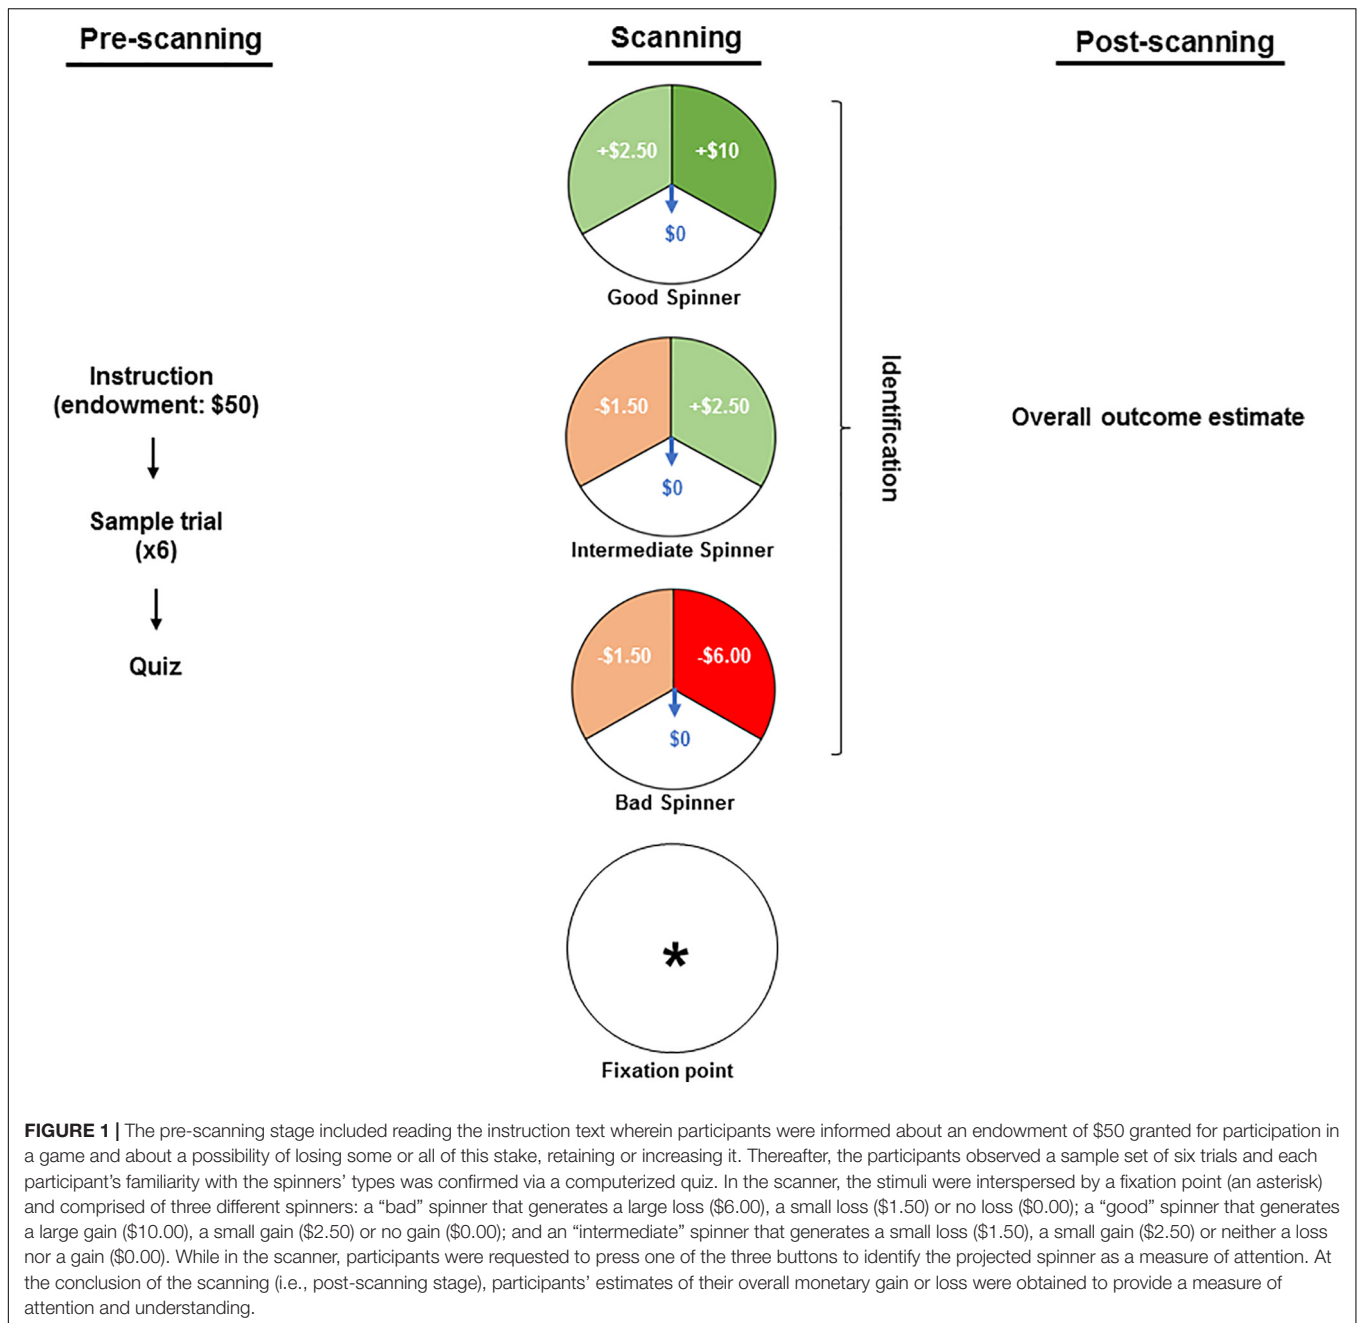 Pre-scanning
Scanning
Post-scanning
+$2.50
+$10
$0
Good Spinner
Instruction
(endowment: $50)
Sample trial
(x6)
Quiz
-$1.50
+$2.50
$0
Intermediate Spinner
-$1.50
-$6.00
$0
Bad Spinner
*
Fixation point
Identification
Overall outcome estimate
FIGURE 1 | The pre-scanning stage included reading the instruction text wherein participants were informed about an endowment of $50 granted for participation in
a game and about a possibility of losing some or all of this stake, retaining or increasing it. Thereafter, the participants observed a sample set of six trials and each
participant’s familiarity with the spinners’ types was confirmed via a computerized quiz. In the scanner, the stimuli were interspersed by a fixation point (an asterisk)
and comprised of three different spinners: a “bad” spinner that generates a large loss ($6.00), a small loss ($1.50) or no loss ($0.00); a “good” spinner that generates
a large gain ($10.00), a small gain ($2.50) or no gain ($0.00); and an “intermediate” spinner that generates a small loss ($1.50), a small gain ($2.50) or neither a loss
nor a gain ($0.00). While in the scanner, participants were requested to press one of the three buttons to identify the projected spinner as a measure of attention. At
the conclusion of the scanning (i.e., post-scanning stage), participants’ estimates of their overall monetary gain or loss were obtained to provide a measure of
attention and understanding.